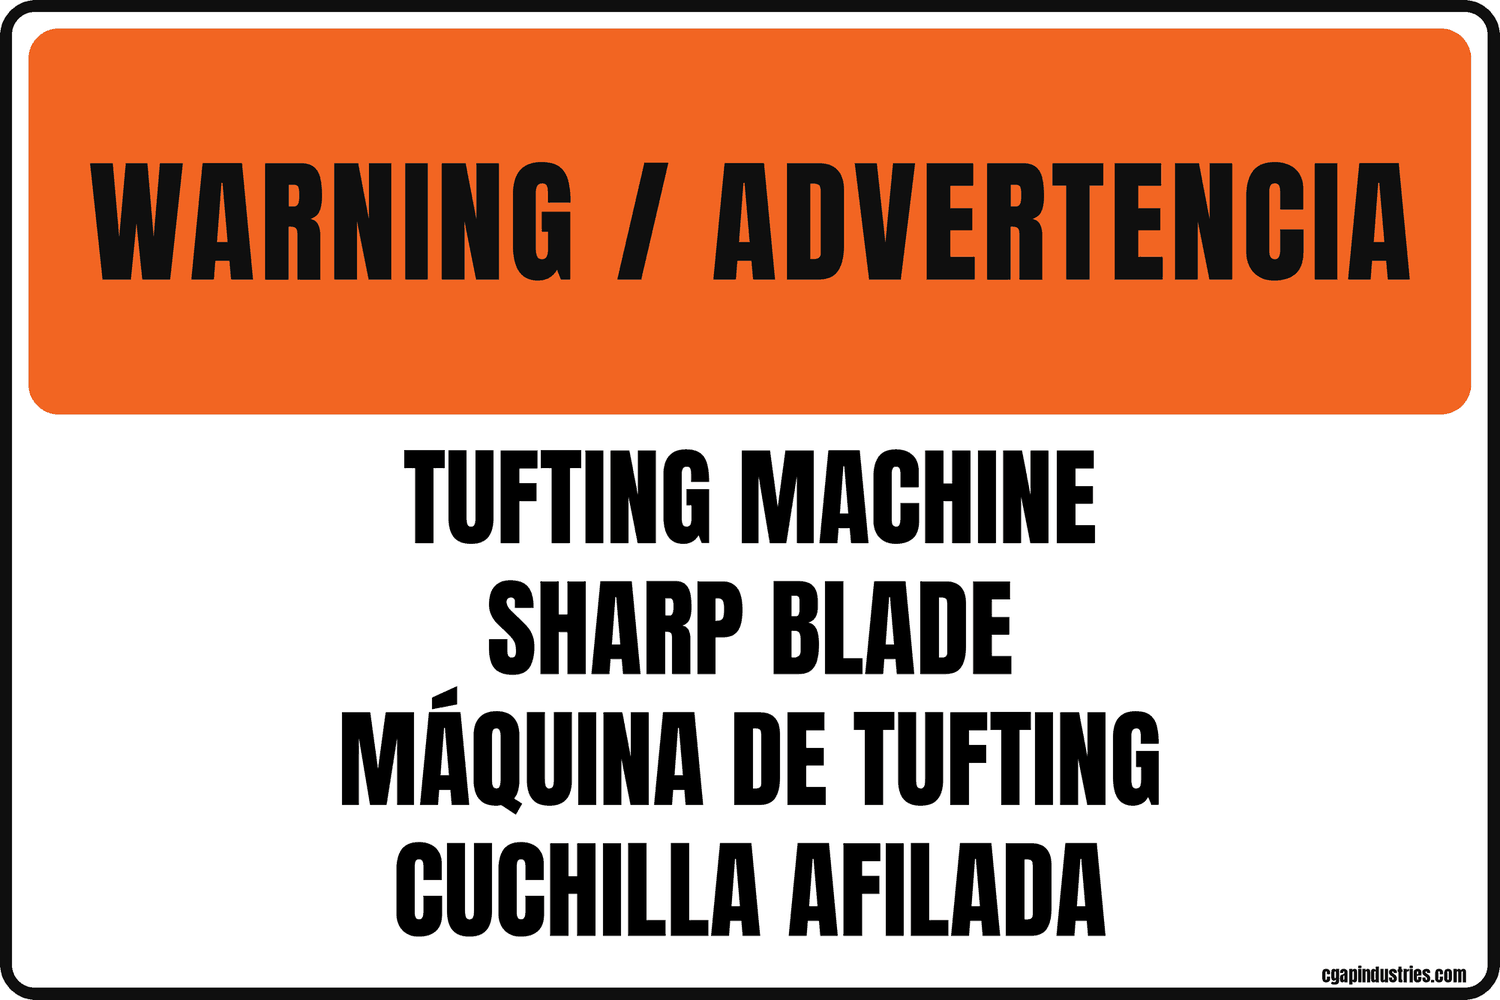 WARNING / ADVERTENCIA
TUFTING MACHINE
SHARP BLADE
MÁQUINA DE TUFTING
CUCHILLA AFILADA
cgapindustries.com